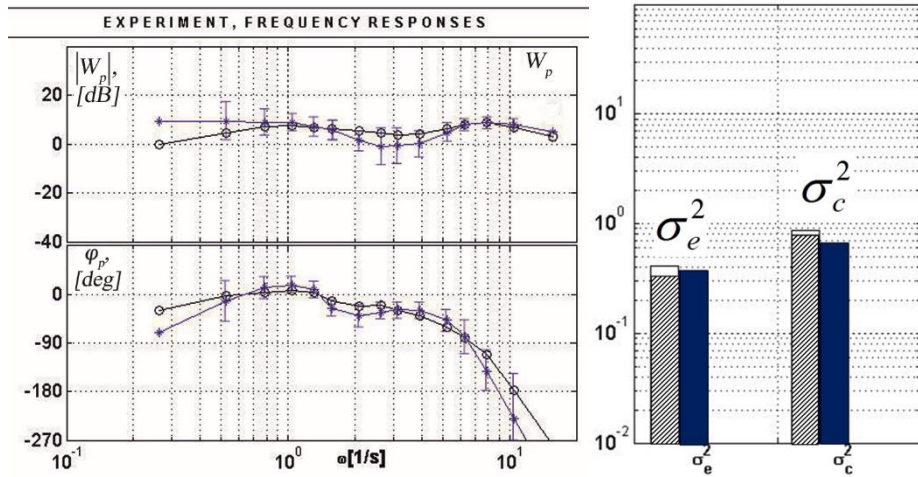 EXPERIMENT, FREQUENCY RESPONSES
|W_p|,
[dB]
W_p
20
0
-20
-40
φ_p,
[deg]
0
-90
-180
-270
10^-1
10^0
ω[1/s]
10^1
10^1
10^0
10^-1
10^-2
σ_e^2
σ_c^2
σ_e^2
σ_c^2